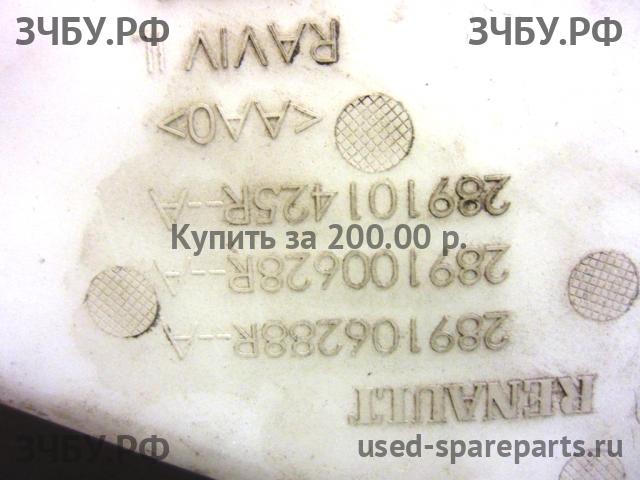 ЗЧБУ.РФ ЗЧБУ.РФ
RAVIV
<AA0>
289101425R--A
Купить за 200.00 р.
289100628R--A
289106288R--A
RENAULT
ЗЧБУ.РФ used-spareparts.ru